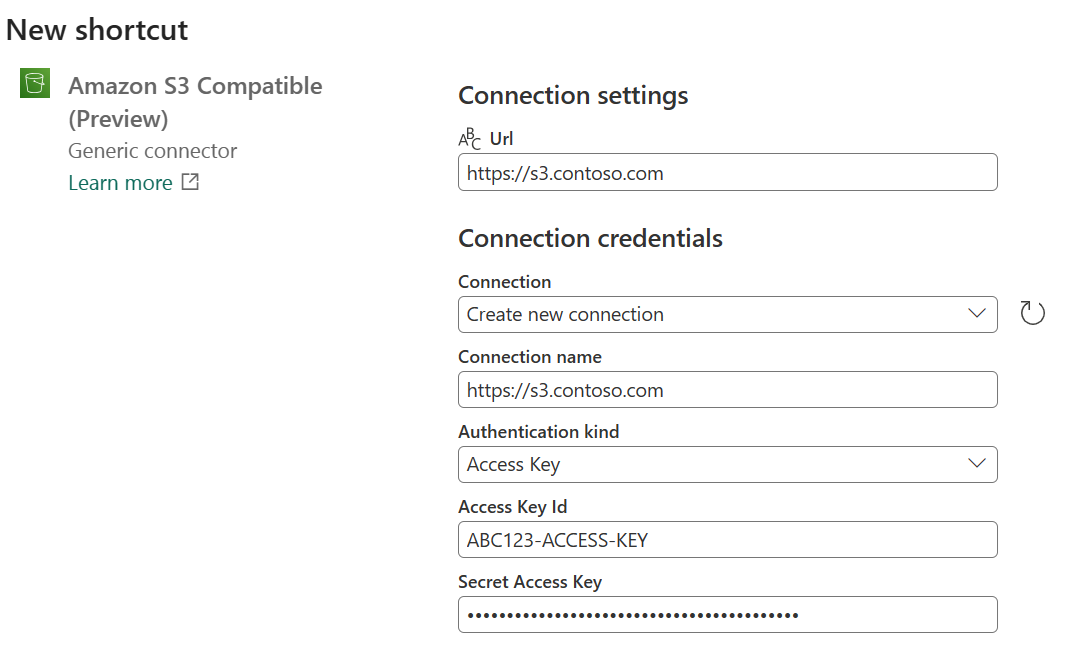 New shortcut
Amazon S3 Compatible
(Preview)
Generic connector
Learn more
Connection settings
ABC Url
https://s3.contoso.com
Connection credentials
Connection
Create new connection
Connection name
https://s3.contoso.com
Authentication kind
Access Key
Access Key Id
ABC123-ACCESS-KEY
Secret Access Key
••••••••••••••••••••••••••••••••••••••••••